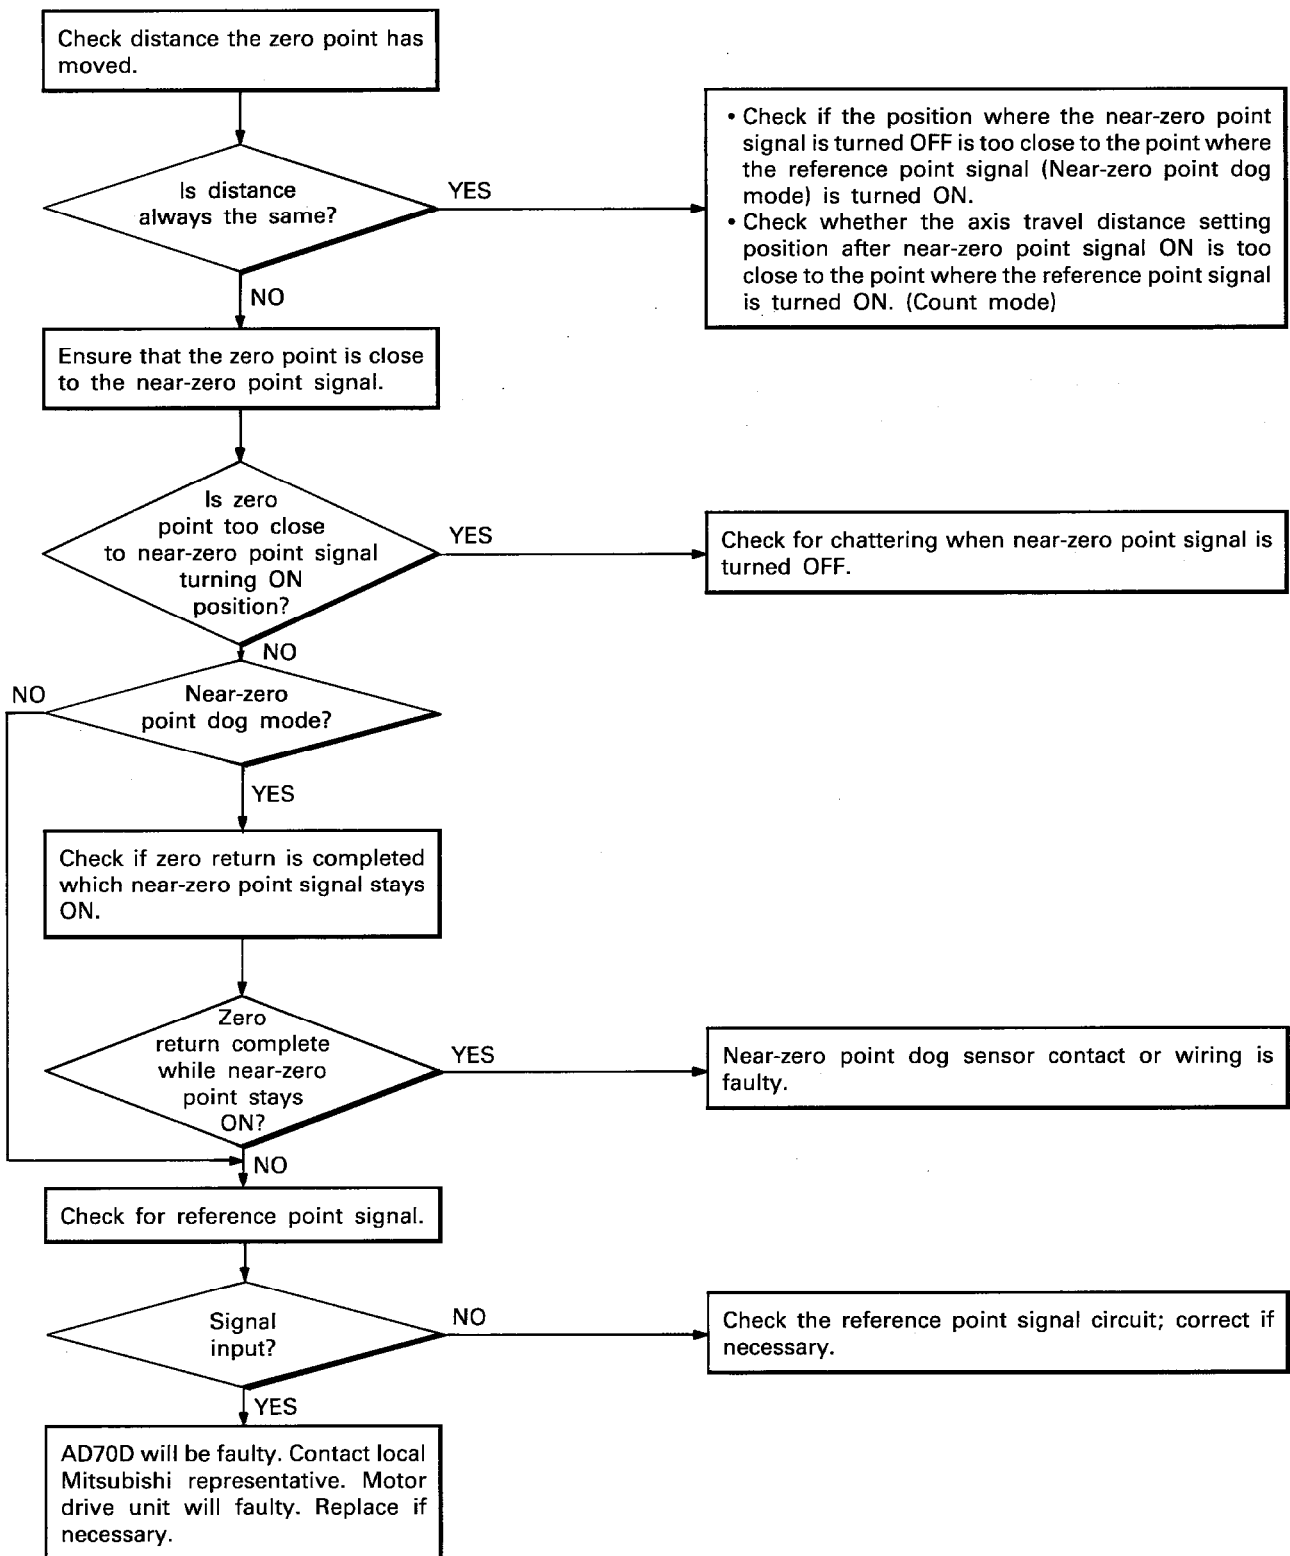 Check distance the zero point has
moved.
Is distance
always the same?
YES
• Check if the position where the near-zero point
signal is turned OFF is too close to the point where
the reference point signal (Near-zero point dog
mode) is turned ON.
• Check whether the axis travel distance setting
position after near-zero point signal ON is too
close to the point where the reference point signal
is turned ON. (Count mode)
NO
Ensure that the zero point is close
to the near-zero point signal.
Is zero
point too close
to near-zero point signal
turning ON
position?
YES
Check for chattering when near-zero point signal is
turned OFF.
NO
Near-zero
point dog mode?
NO
YES
Check if zero return is completed
which near-zero point signal stays
ON.
Zero
return complete
while near-zero
point stays
ON?
YES
Near-zero point dog sensor contact or wiring is
faulty.
NO
Check for reference point signal.
Signal
input?
NO
Check the reference point signal circuit; correct if
necessary.
YES
AD70D will be faulty. Contact local
Mitsubishi representative. Motor
drive unit will faulty. Replace if
necessary.